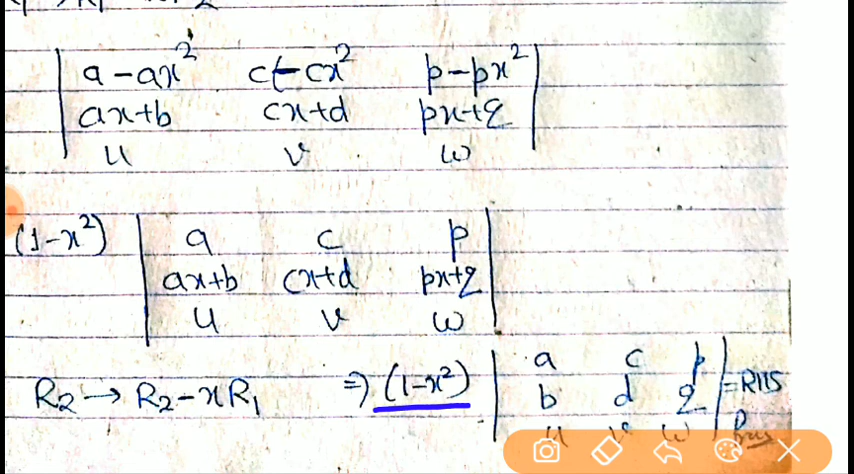 | a-ax² c-cx² p-px² |
| ax+b cx+d px+q |
| u v w |
(1-x²) | a c p |
| ax+b cx+d px+q |
| u v w |
R₂ → R₂-xR₁ ⇒ (1-x²) | a c p |
| b d q | = RHS
| u v w |